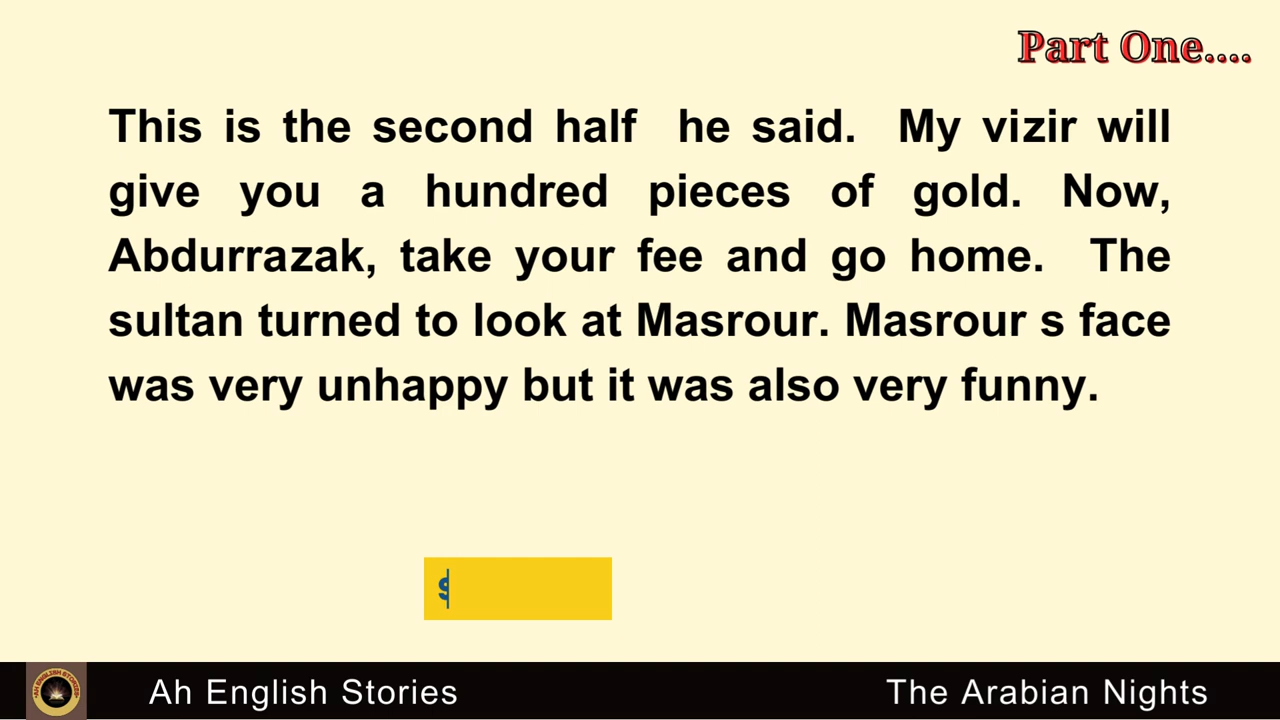 Part One....
This is the second half he said. My vizir will
give you a hundred pieces of gold. Now,
Abdurrazak, take your fee and go home. The
sultan turned to look at Masrour. Masrour s face
was very unhappy but it was also very funny.
Ah English Stories
The Arabian Nights